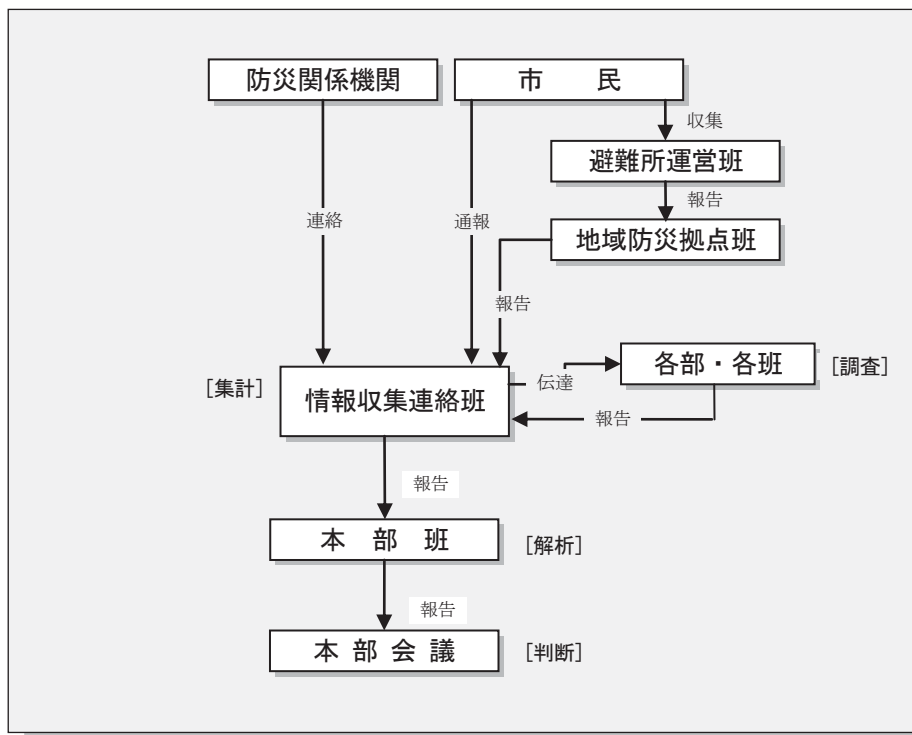 防災関係機関
市　　民
収集
避難所運営班
報告
連絡
通報
地域防災拠点班
報告
各部・各班
[調査]
[集計]
情報収集連絡班
伝達
報告
報告
本　部　班
[解析]
報告
本 部 会 議
[判断]